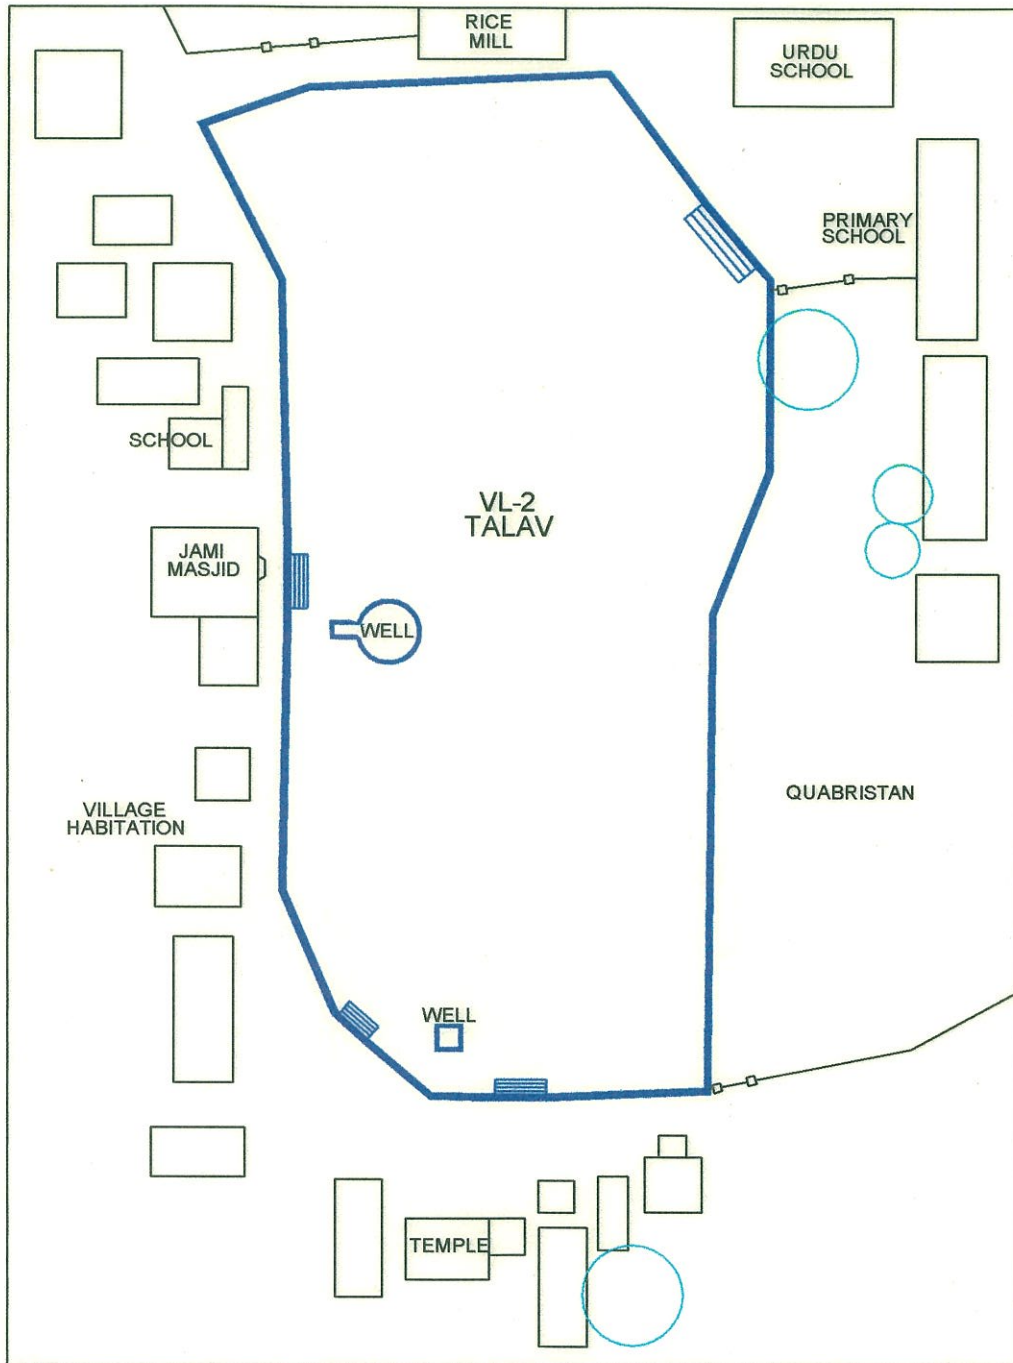 RICE
MILL
URDU
SCHOOL
PRIMARY
SCHOOL
SCHOOL
VL-2
TALAV
JAMI
MASJID
WELL
QUABRISTAN
VILLAGE
HABITATION
WELL
TEMPLE